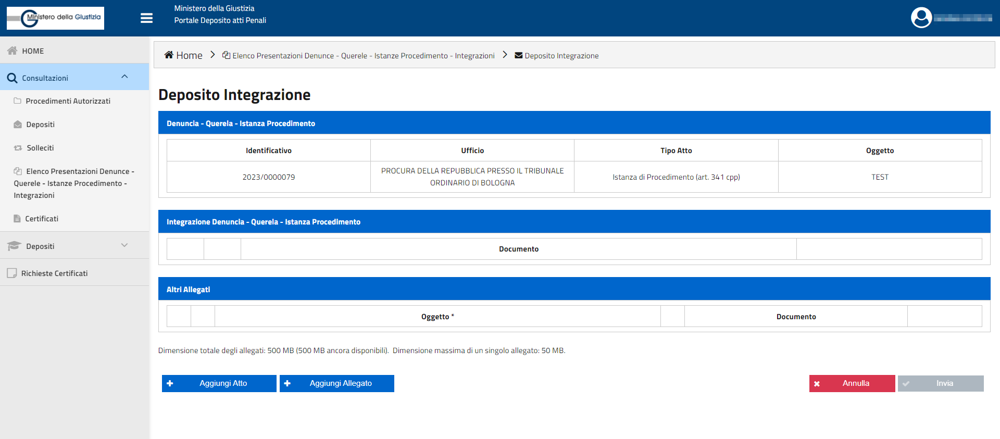 Ministero della Giustizia
Ministero della Giustizia
Portale Deposito atti Penali
HOME
Consultazioni
Procedimenti Autorizzati
Depositi
Solleciti
Elenco Presentazioni Denunce -
Querele - Istanze Procedimento -
Integrazioni
Certificati
Depositi
Richieste Certificati
Home > Elenco Presentazioni Denunce - Querele - Istanze Procedimento - Integrazioni > Deposito Integrazione
Deposito Integrazione
Denuncia - Querela - Istanza Procedimento
Identificativo Ufficio Tipo Atto Oggetto
2023/0000079 PROCURA DELLA REPUBBLICA PRESSO IL TRIBUNALE Istanza di Procedimento (art. 341 cpp) TEST
ORDINARIO DI BOLOGNA
Integrazione Denuncia - Querela - Istanza Procedimento
Documento
Altri Allegati
Oggetto * Documento
Dimensione totale degli allegati: 500 MB (500 MB ancora disponibili). Dimensione massima di un singolo allegato: 50 MB.
Aggiungi Atto Aggiungi Allegato Annulla Invia